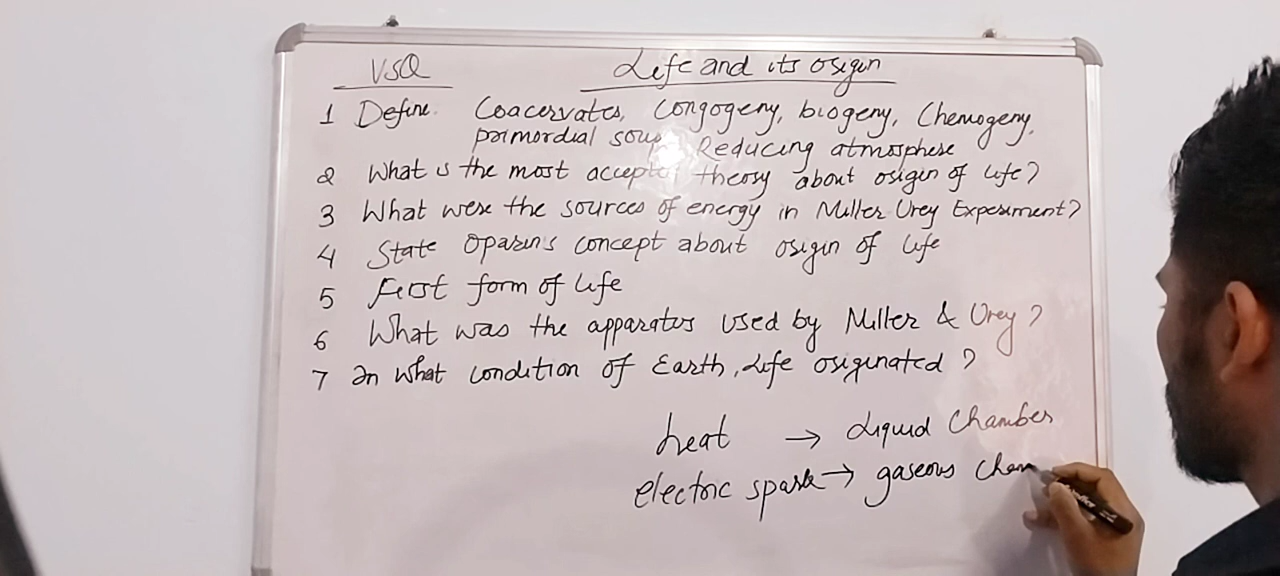 VSQ Life and its origin
1 Define. Coacervates, Congogeny, biogeny, Chemogeny,
primordial soup, Reducing atmosphere
2 What is the most accepted theory about origin of life?
3 What were the sources of energy in Miller Urey Experiment?
4 State Oparins concept about origin of life
5 First form of life
6 What was the apparatus used by Miller & Urey?
7 In what condition of Earth, Life originated?
heat → Liquid Chamber
electric spark → gaseous Cham